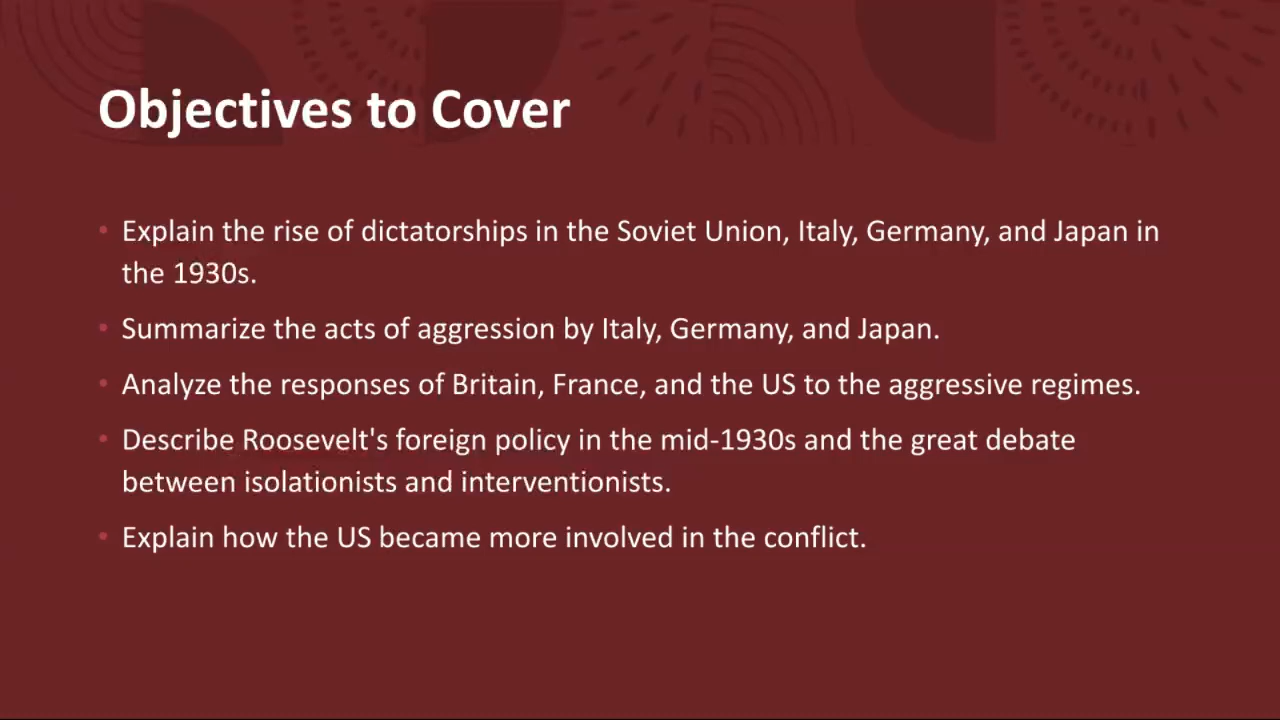 Objectives to Cover
• Explain the rise of dictatorships in the Soviet Union, Italy, Germany, and Japan in
the 1930s.
• Summarize the acts of aggression by Italy, Germany, and Japan.
• Analyze the responses of Britain, France, and the US to the aggressive regimes.
• Describe Roosevelt's foreign policy in the mid-1930s and the great debate
between isolationists and interventionists.
• Explain how the US became more involved in the conflict.